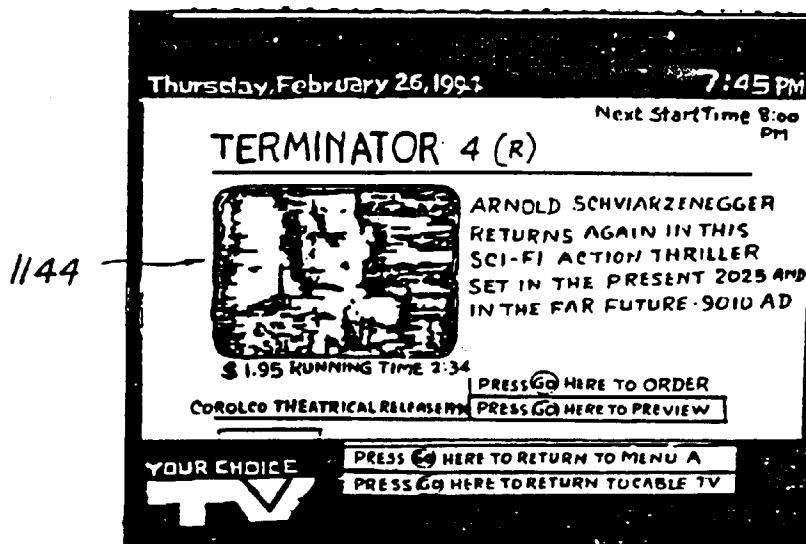 Thursday, February 26, 1992
7:45 PM
Next Start Time 8:00
PM
TERMINATOR 4 (R)
1144
ARNOLD SCHVIARZENEGGER
RETURNS AGAIN IN THIS
SCI-FI ACTION THRILLER
SET IN THE PRESENT 2025 AND
IN THE FAR FUTURE-9010 AD
$1.95 RUNNING TIME 2:34
PRESS GO HERE TO ORDER
COROLCO THEATRICAL
PRESS GO HERE TO PREVIEW
PRESS GO HERE TO RETURN TO MENU A
YOUR CHOICE
PRESS GO HERE TO RETURN TO CABLE TV
TV